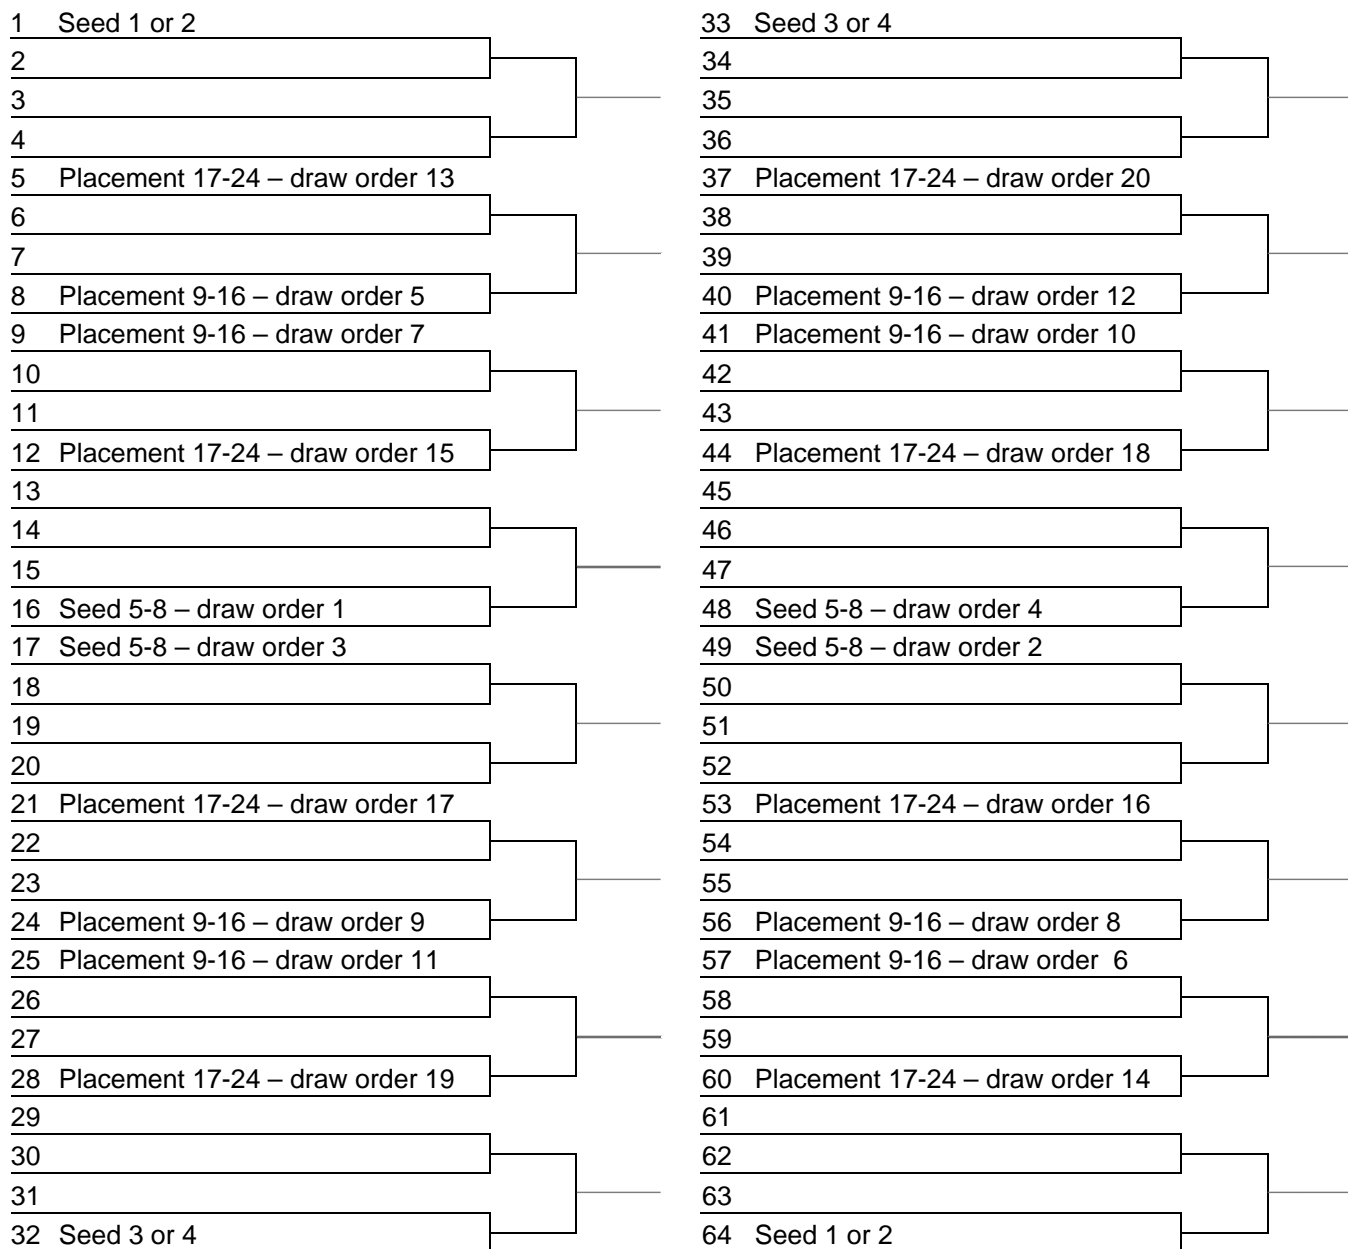 1 Seed 1 or 2
2
3
4
5 Placement 17-24 – draw order 13
6
7
8 Placement 9-16 – draw order 5
9 Placement 9-16 – draw order 7
10
11
12 Placement 17-24 – draw order 15
13
14
15
16 Seed 5-8 – draw order 1
17 Seed 5-8 – draw order 3
18
19
20
21 Placement 17-24 – draw order 17
22
23
24 Placement 9-16 – draw order 9
25 Placement 9-16 – draw order 11
26
27
28 Placement 17-24 – draw order 19
29
30
31
32 Seed 3 or 4
33 Seed 3 or 4
34
35
36
37 Placement 17-24 – draw order 20
38
39
40 Placement 9-16 – draw order 12
41 Placement 9-16 – draw order 10
42
43
44 Placement 17-24 – draw order 18
45
46
47
48 Seed 5-8 – draw order 4
49 Seed 5-8 – draw order 2
50
51
52
53 Placement 17-24 – draw order 16
54
55
56 Placement 9-16 – draw order 8
57 Placement 9-16 – draw order 6
58
59
60 Placement 17-24 – draw order 14
61
62
63
64 Seed 1 or 2